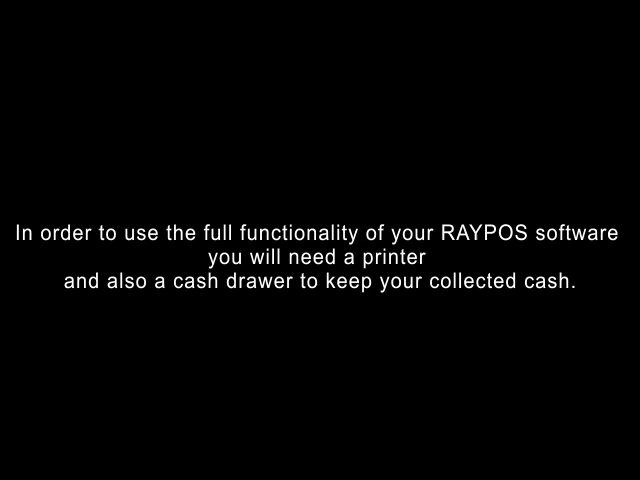 In order to use the full functionality of your RAYPOS software
you will need a printer
and also a cash drawer to keep your collected cash.